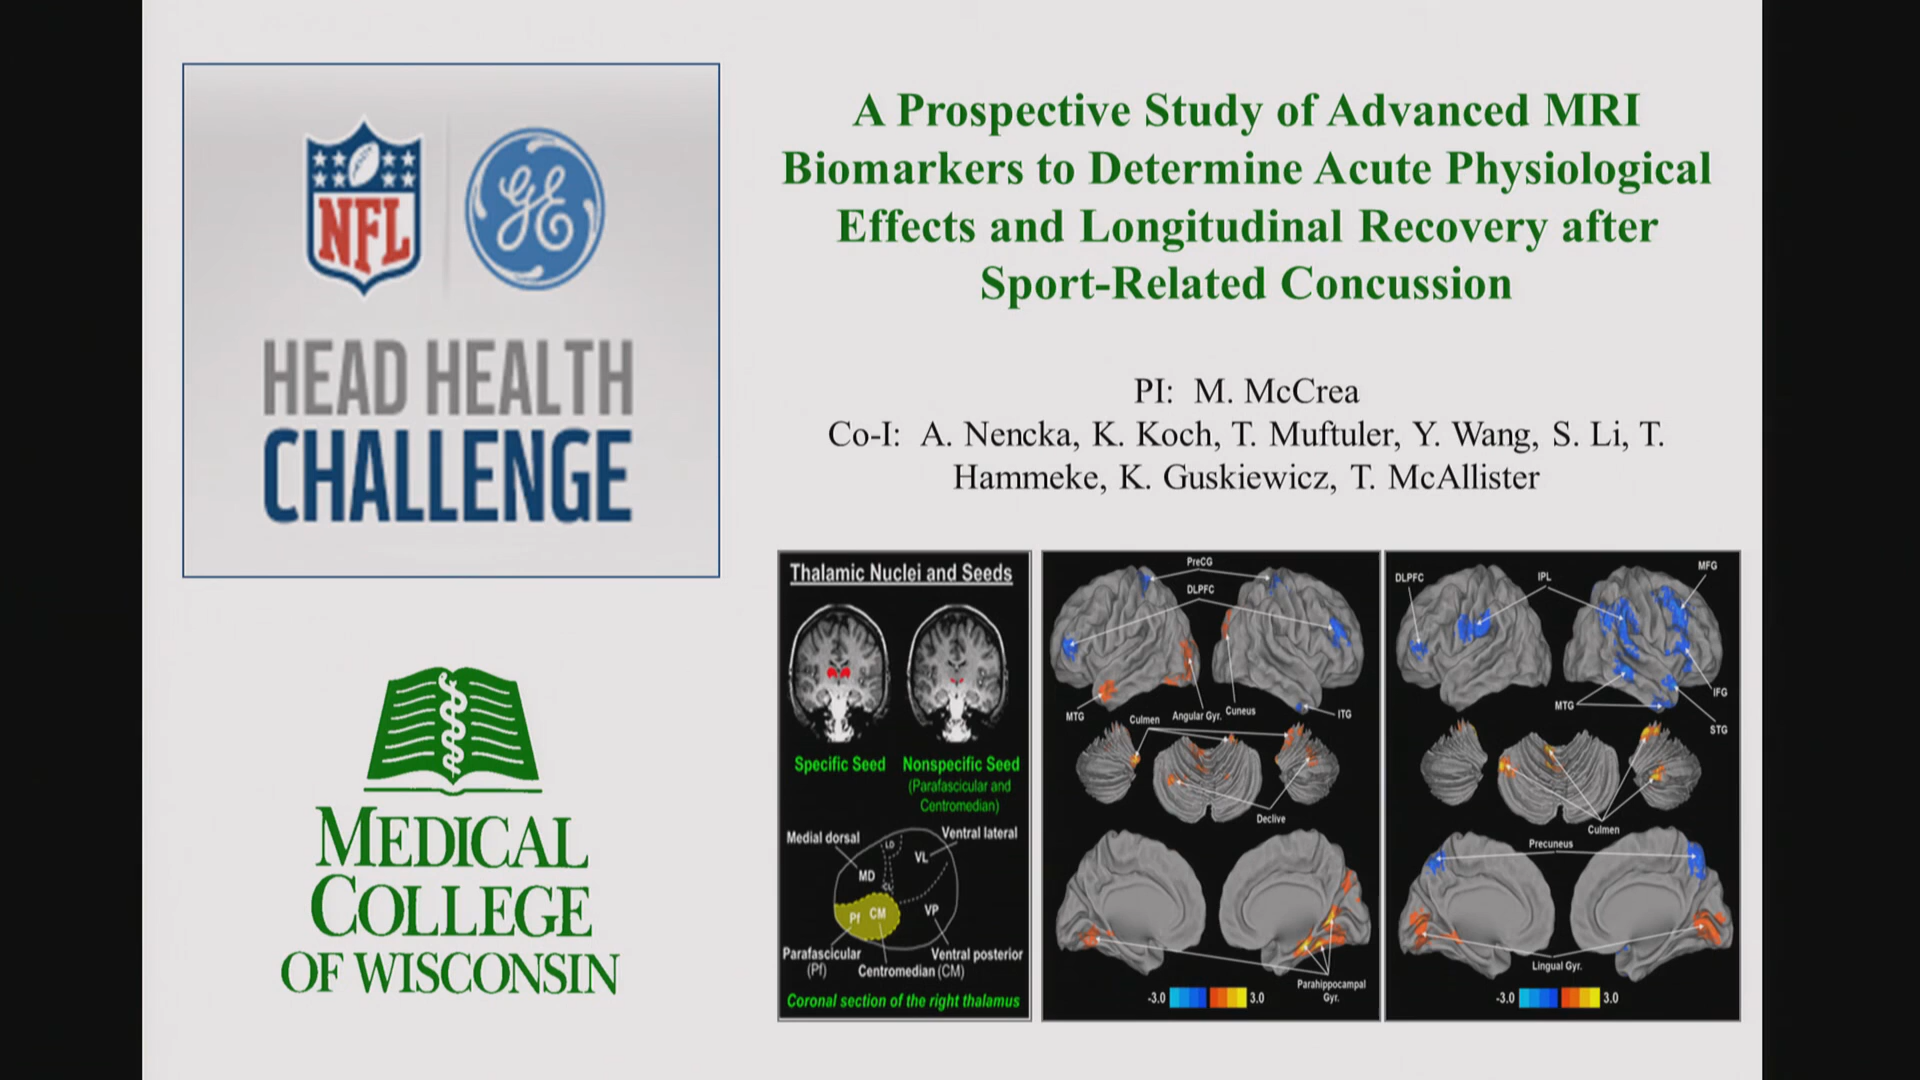 NFL
GE
HEAD HEALTH
CHALLENGE
A Prospective Study of Advanced MRI
Biomarkers to Determine Acute Physiological
Effects and Longitudinal Recovery after
Sport-Related Concussion
PI: M. McCrea
Co-I: A. Nencka, K. Koch, T. Muftuler, Y. Wang, S. Li, T.
Hammeke, K. Guskiewicz, T. McAllister
MEDICAL
COLLEGE
OF WISCONSIN
Thalamic Nuclei and Seeds
Specific Seed
Nonspecific Seed
(Parafascicular and
Centromedian)
Medial dorsal
Ventral lateral
LD
VL
MD
CL
Pf
CM
VP
Parafascicular
(Pf)
Ventral posterior
Centromedian (CM)
Coronal section of the right thalamus
PreCG
DLPFC
MTG
Culmen
Angular Gyr.
Cuneus
ITG
Declive
Parahippocampal
Gyr.
-3.0
3.0
DLPFC
IPL
MFG
MTG
IFG
STG
Culmen
Precuneus
Lingual Gyr.
-3.0
3.0